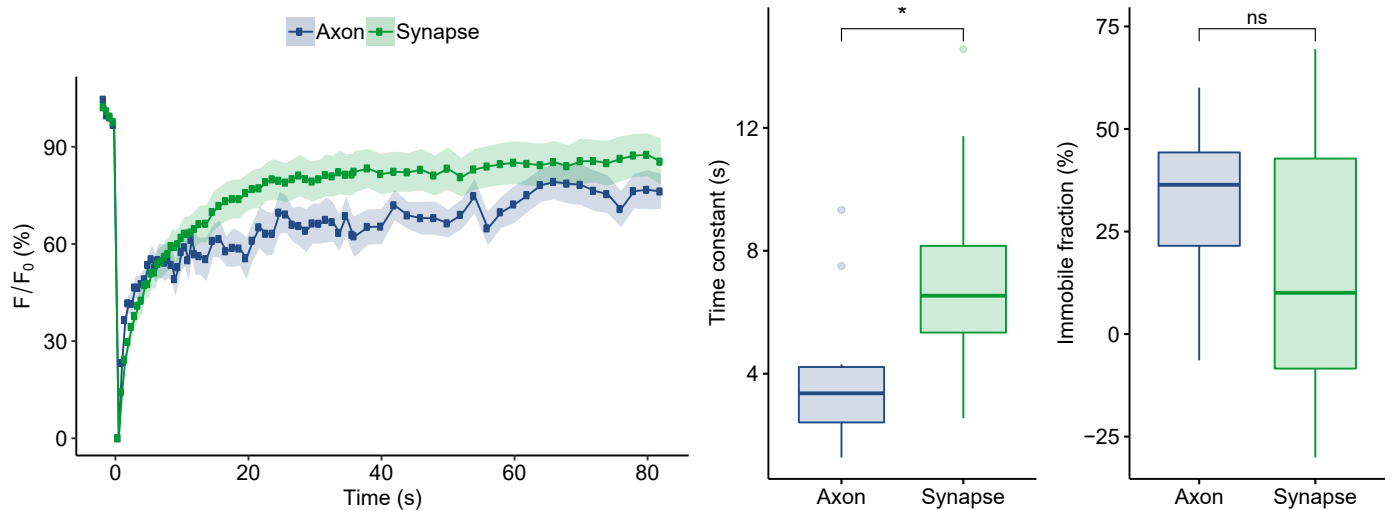 Axon Synapse
F/F0 (%)
90
60
30
0
0 20 40 60 80
Time (s)
*
Time constant (s)
12
8
4
Axon Synapse
ns
Immobile fraction (%)
75
50
25
0
−25
Axon Synapse